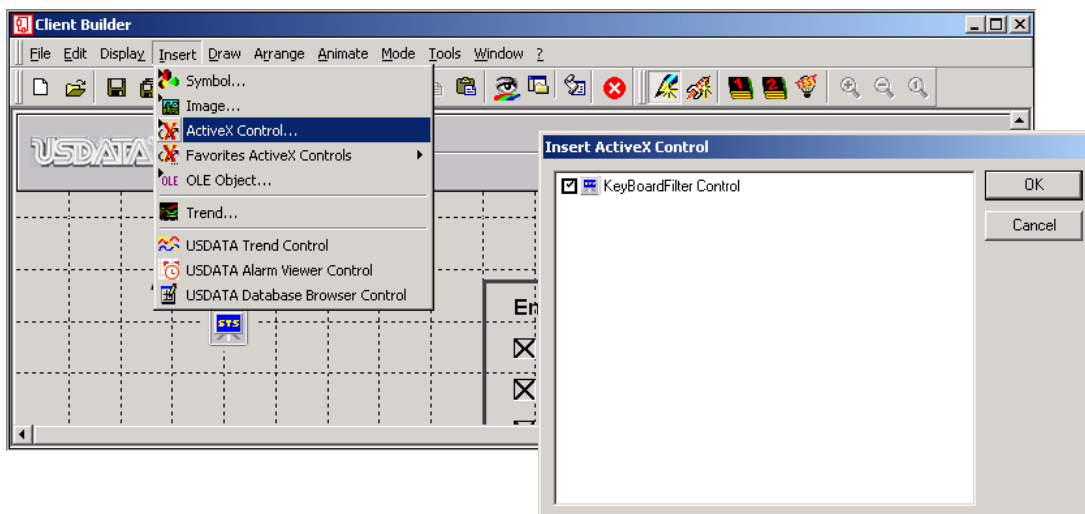 Client Builder
File Edit Display Insert Draw Arrange Animate Mode Tools Window ?
Symbol...
Image...
ActiveX Control...
Favorites ActiveX Controls
OLE OLE Object...
Trend...
USDATA Trend Control
USDATA Alarm Viewer Control
USDATA Database Browser Control
USDATA
STS
Insert ActiveX Control
KeyBoardFilter Control
OK
Cancel